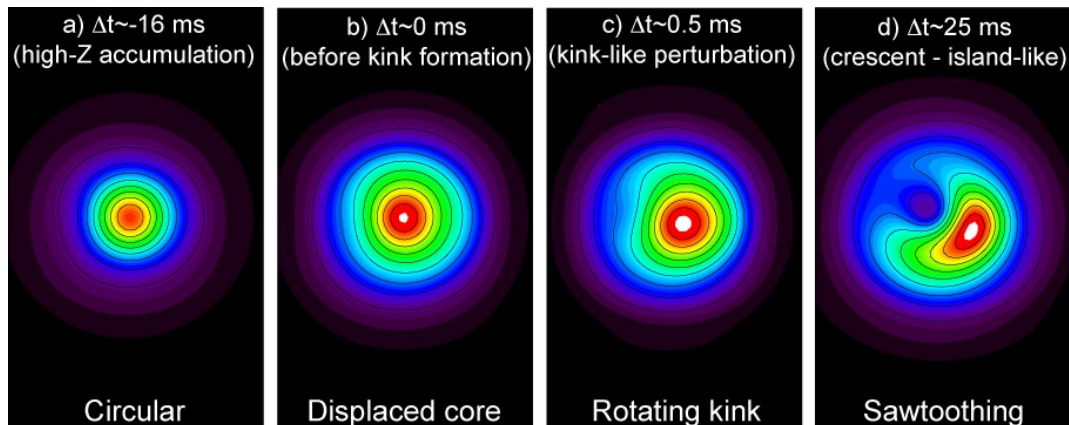 a) Δt~-16 ms
(high-Z accumulation)
Circular
b) Δt~0 ms
(before kink formation)
Displaced core
c) Δt~0.5 ms
(kink-like perturbation)
Rotating kink
d) Δt~25 ms
(crescent - island-like)
Sawtoothing